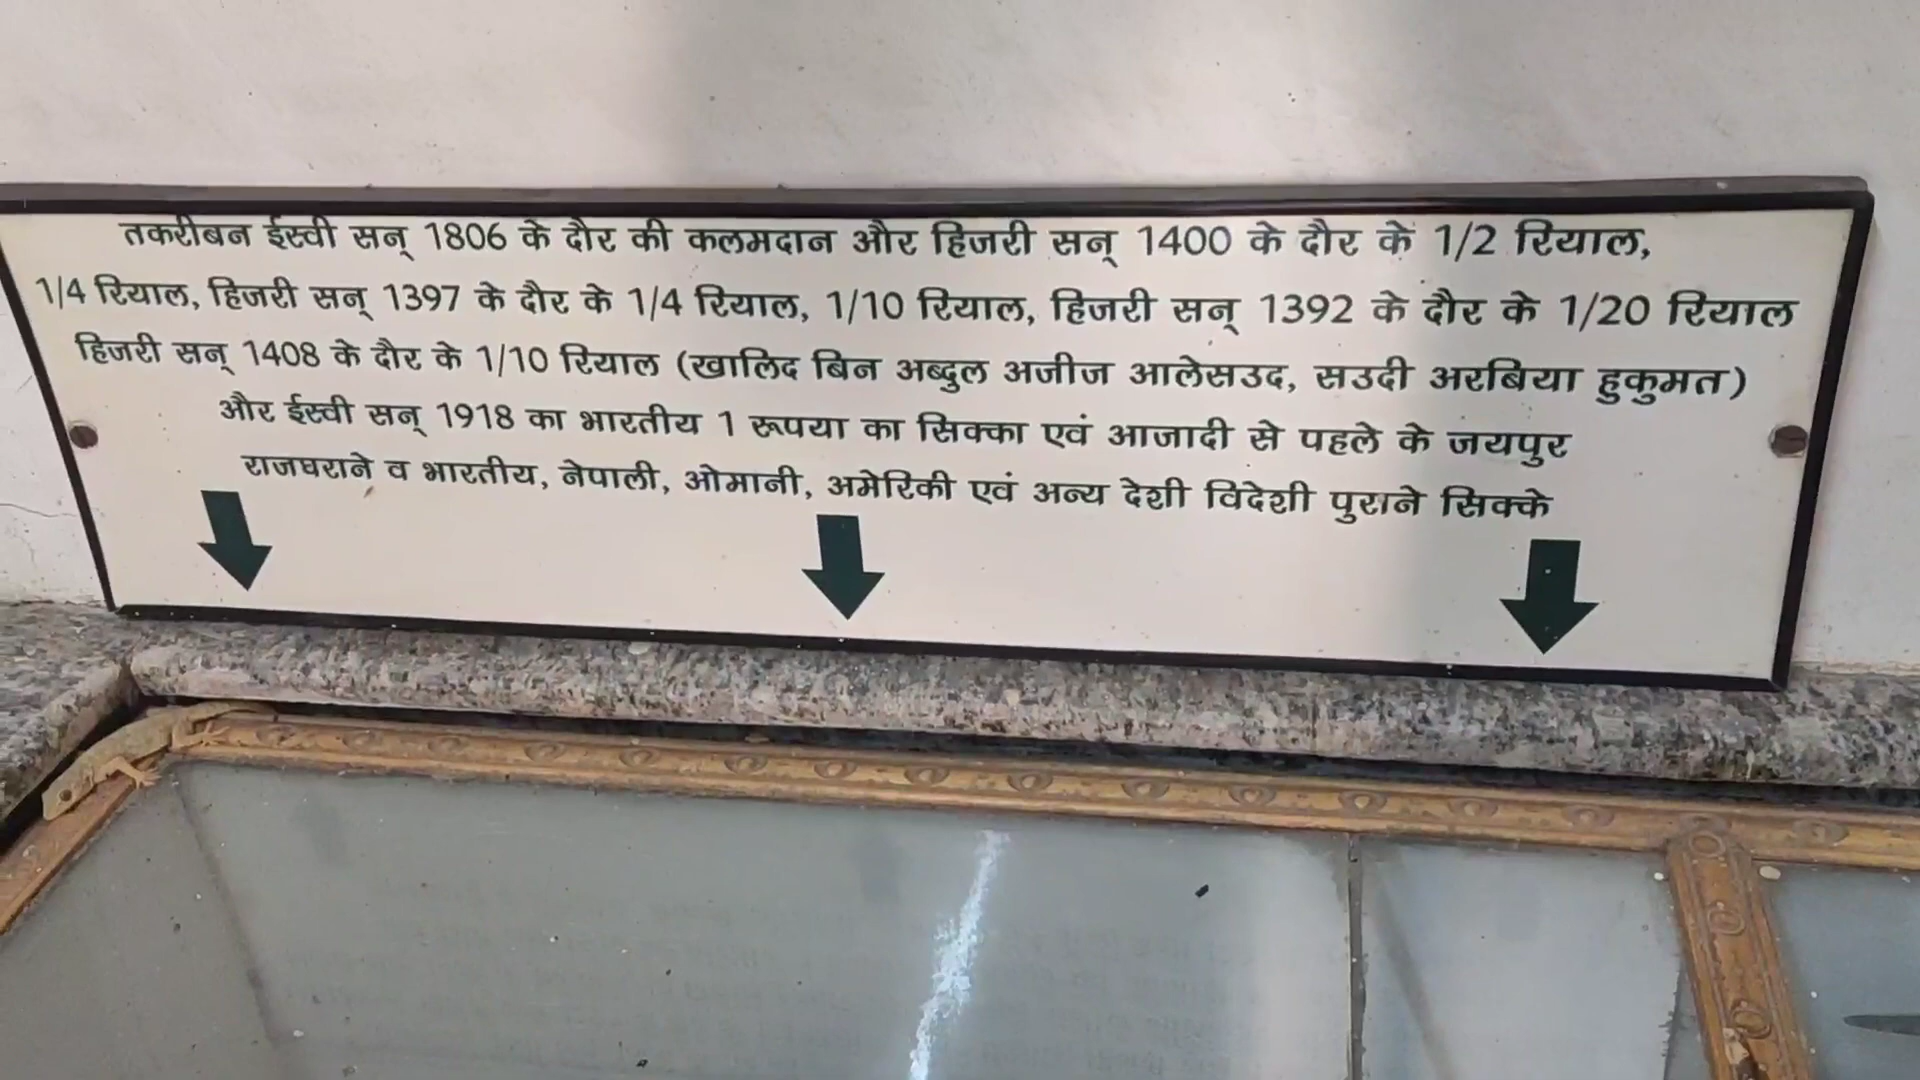 तकरीबन ईस्वी सन् 1806 के दौर की कलमदान और हिजरी सन् 1400 के दौर के 1/2 रियाल,
1/4 रियाल, हिजरी सन् 1397 के दौर के 1/4 रियाल, 1/10 रियाल, हिजरी सन् 1392 के दौर के 1/20 रियाल
हिजरी सन् 1408 के दौर के 1/10 रियाल (खालिद बिन अब्दुल अजीज आलेसउद, सउदी अरबिया हुकुमत)
और ईस्वी सन् 1918 का भारतीय 1 रूपया का सिक्का एवं आजादी से पहले के जयपुर
राजघराने व भारतीय, नेपाली, ओमानी, अमेरिकी एवं अन्य देशी विदेशी पुराने सिक्के